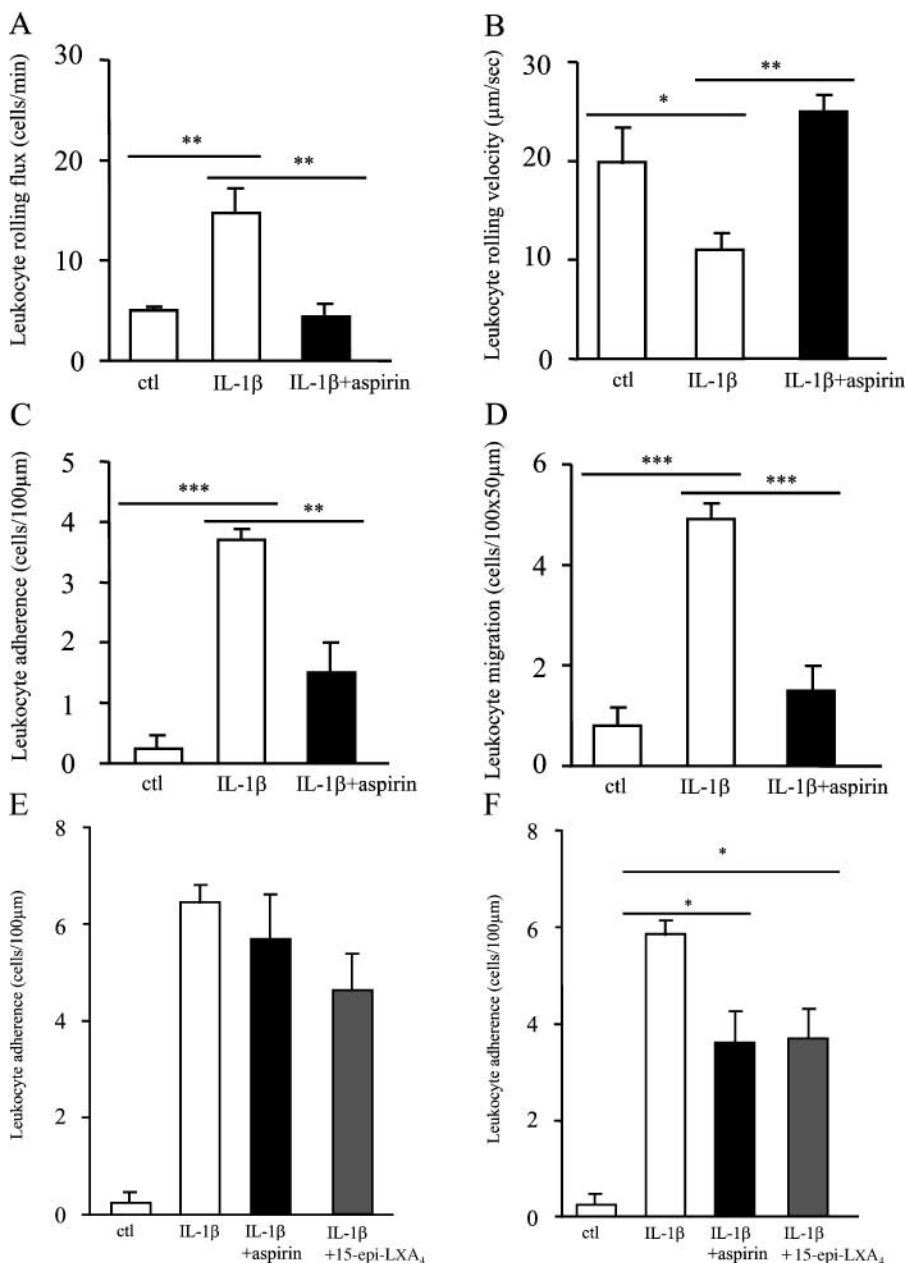 A
Leukocyte rolling flux (cells/min)
30
20
10
0
**
**
ctl
IL-1β
IL-1β+aspirin
B
Leukocyte rolling velocity (µm/sec)
30
20
10
0
*
**
ctl
IL-1β
IL-1β+aspirin
C
Leukocyte adherence (cells/100µm)
5
4
3
2
1
0
***
**
ctl
IL-1β
IL-1β+aspirin
D
Leukocyte migration (cells/100x50µm)
6
4
2
0
***
***
ctl
IL-1β
IL-1β+aspirin
E
Leukocyte adherence (cells/100µm)
8
6
4
2
0
ctl
IL-1β
IL-1β
+aspirin
IL-1β
+15-epi-LXA₄
F
Leukocyte adherence (cells/100µm)
8
6
4
2
0
*
*
ctl
IL-1β
IL-1β
+aspirin
IL-1β
+15-epi-LXA₄